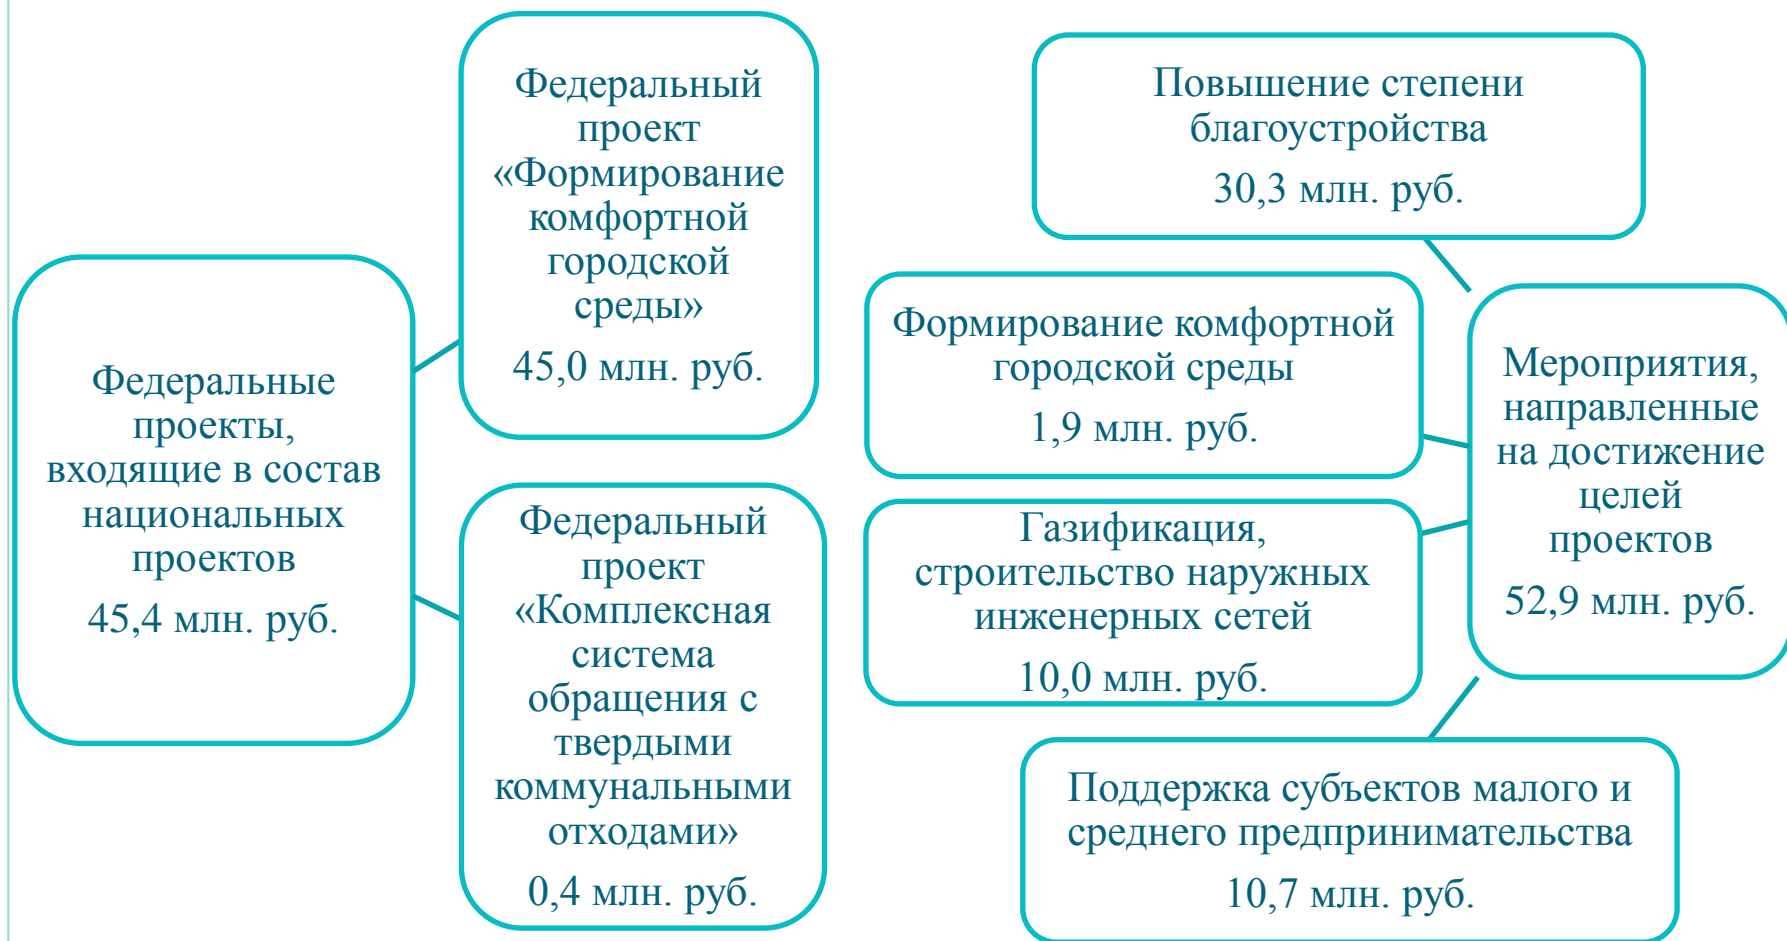 Федеральные
проекты,
входящие в состав
национальных
проектов
45,4 млн. руб.
Федеральный
проект
«Формирование
комфортной
городской
среды»
45,0 млн. руб.
Федеральный
проект
«Комплексная
система
обращения с
твердыми
коммунальными
отходами»
0,4 млн. руб.
Повышение степени
благоустройства
30,3 млн. руб.
Формирование комфортной
городской среды
1,9 млн. руб.
Газификация,
строительство наружных
инженерных сетей
10,0 млн. руб.
Поддержка субъектов малого и
среднего предпринимательства
10,7 млн. руб.
Мероприятия,
направленные
на достижение
целей
проектов
52,9 млн. руб.